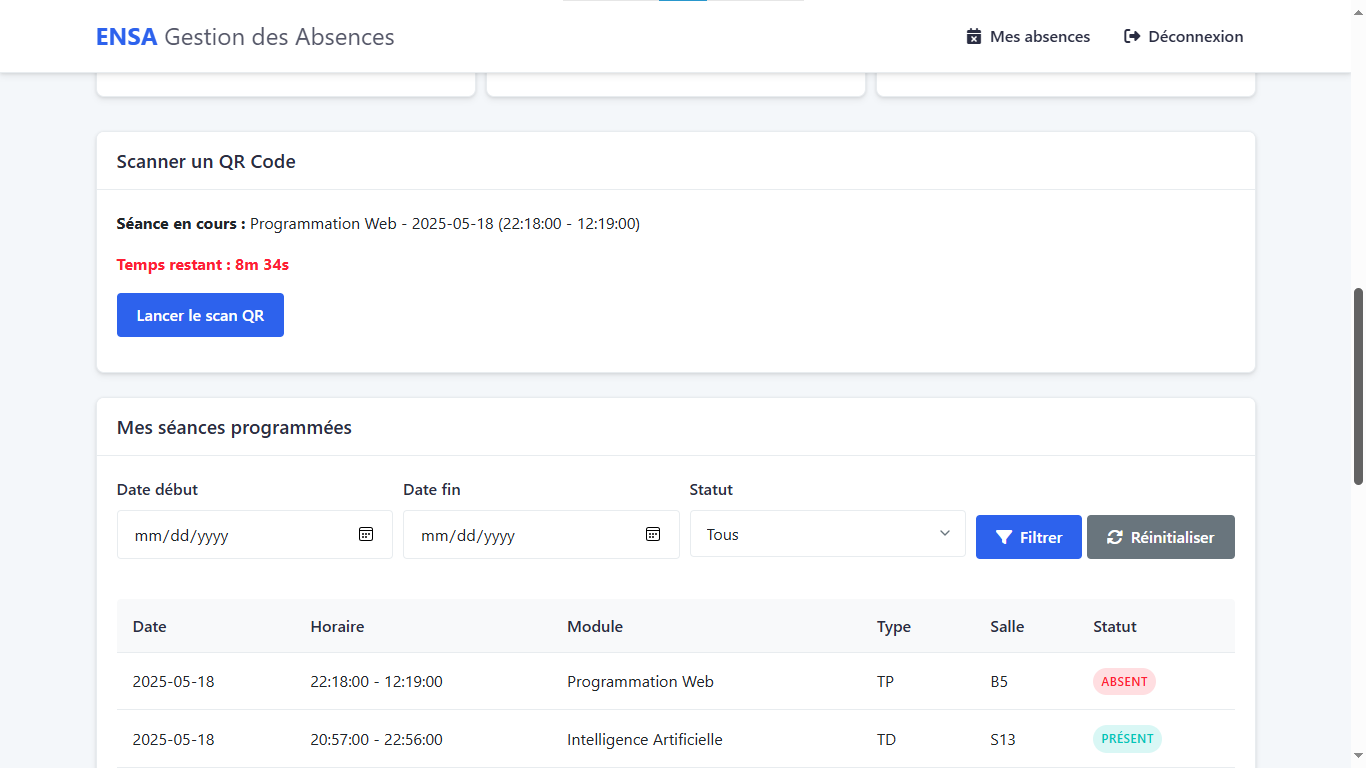 ENSA Gestion des Absences
Mes absences
Déconnexion
Scanner un QR Code
Séance en cours : Programmation Web - 2025-05-18 (22:18:00 - 12:19:00)
Temps restant : 8m 34s
Lancer le scan QR
Mes séances programmées
Date début
Date fin
Statut
mm/dd/yyyy
mm/dd/yyyy
Tous
Filtrer
Réinitialiser
Date Horaire Module Type Salle Statut
2025-05-18 22:18:00 - 12:19:00 Programmation Web TP B5 ABSENT
2025-05-18 20:57:00 - 22:56:00 Intelligence Artificielle TD S13 PRÉSENT